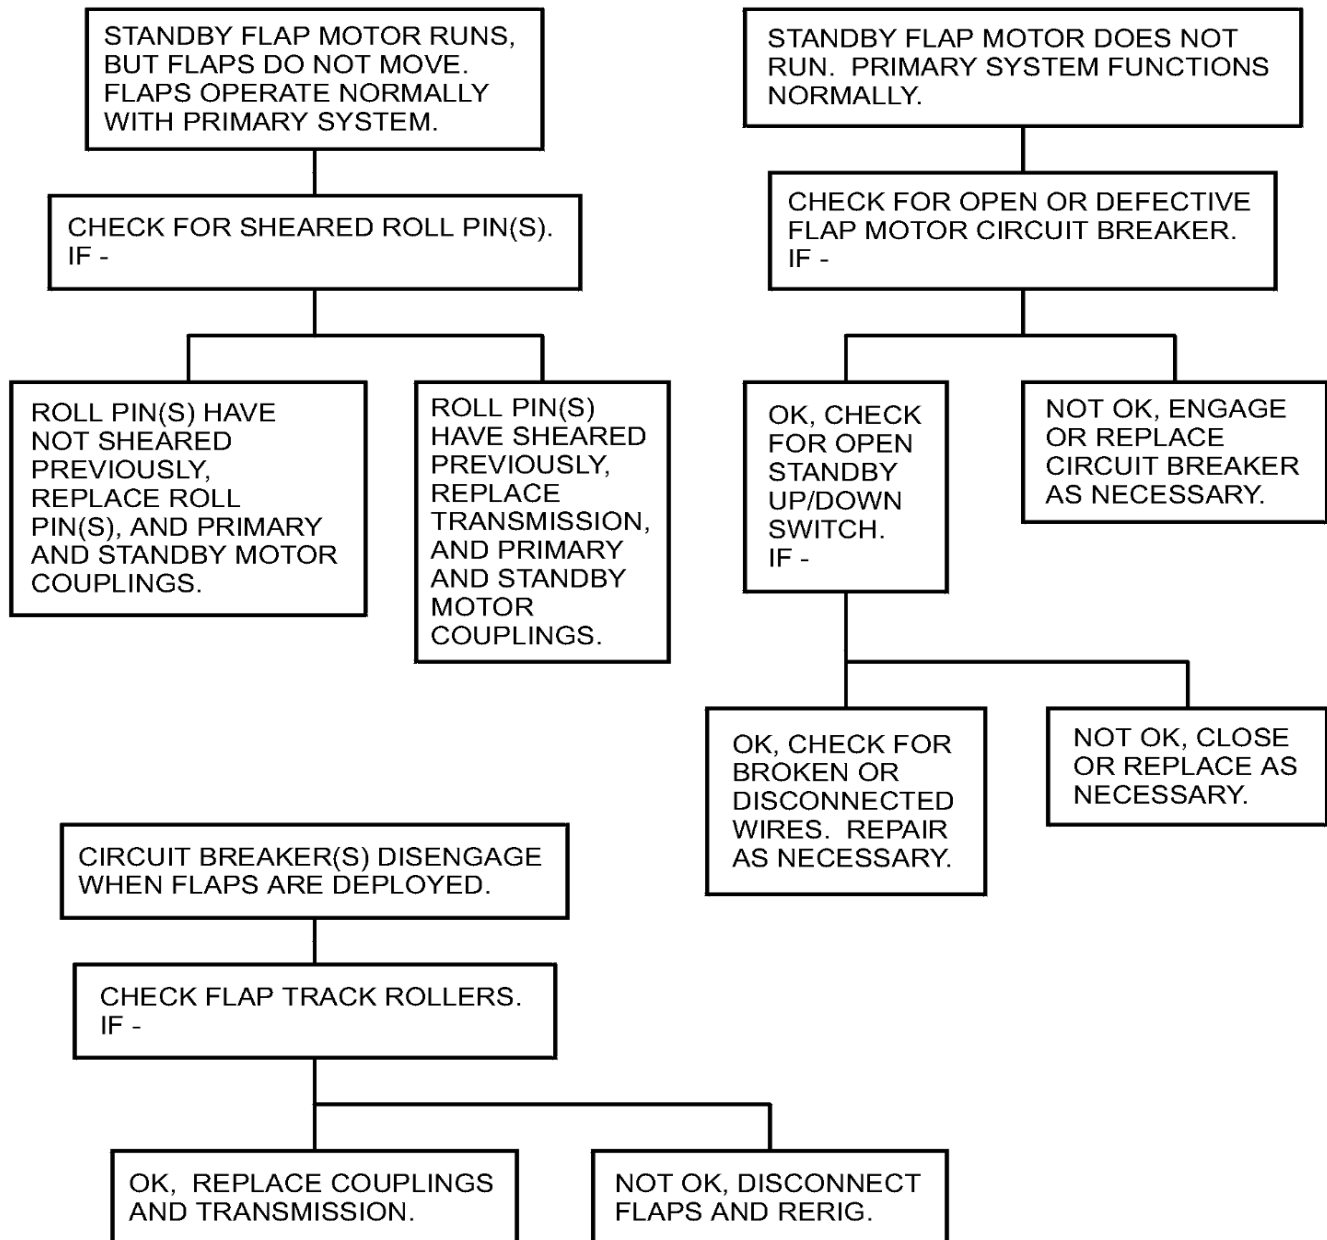 STANDBY FLAP MOTOR RUNS,
BUT FLAPS DO NOT MOVE.
FLAPS OPERATE NORMALLY
WITH PRIMARY SYSTEM.
CHECK FOR SHEARED ROLL PIN(S).
IF -
ROLL PIN(S) HAVE
NOT SHEARED
PREVIOUSLY,
REPLACE ROLL
PIN(S), AND PRIMARY
AND STANDBY MOTOR
COUPLINGS.
ROLL PIN(S)
HAVE SHEARED
PREVIOUSLY,
REPLACE
TRANSMISSION,
AND PRIMARY
AND STANDBY
MOTOR
COUPLINGS.
STANDBY FLAP MOTOR DOES NOT
RUN. PRIMARY SYSTEM FUNCTIONS
NORMALLY.
CHECK FOR OPEN OR DEFECTIVE
FLAP MOTOR CIRCUIT BREAKER.
IF -
OK, CHECK
FOR OPEN
STANDBY
UP/DOWN
SWITCH.
IF -
NOT OK, ENGAGE
OR REPLACE
CIRCUIT BREAKER
AS NECESSARY.
OK, CHECK FOR
BROKEN OR
DISCONNECTED
WIRES. REPAIR
AS NECESSARY.
NOT OK, CLOSE
OR REPLACE AS
NECESSARY.
CIRCUIT BREAKER(S) DISENGAGE
WHEN FLAPS ARE DEPLOYED.
CHECK FLAP TRACK ROLLERS.
IF -
OK, REPLACE COUPLINGS
AND TRANSMISSION.
NOT OK, DISCONNECT
FLAPS AND RERIG.